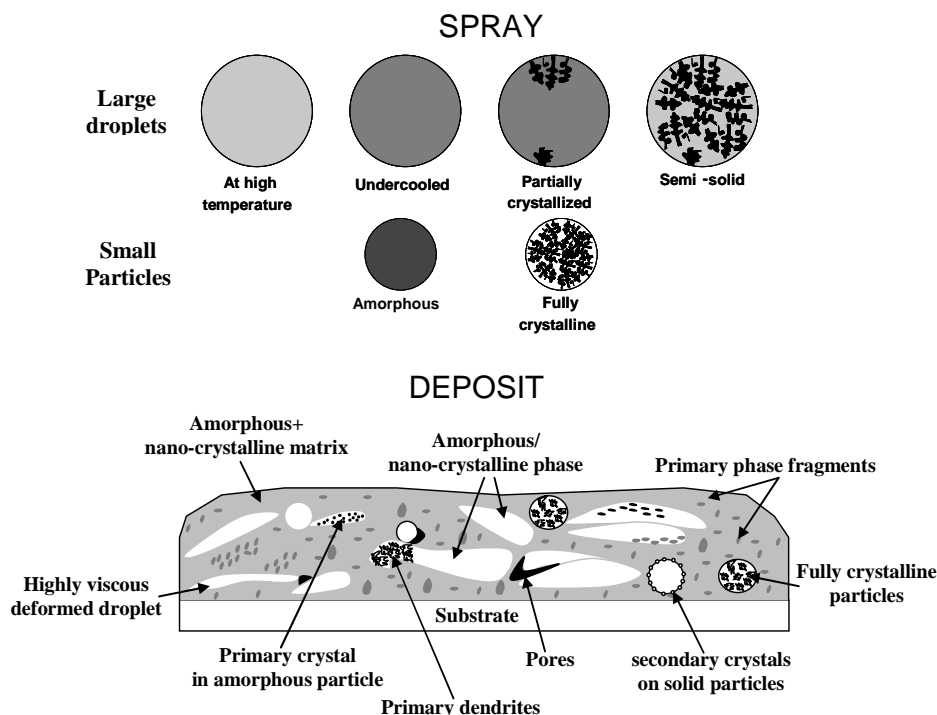 SPRAY
Large
droplets
At high
temperature
Undercooled
Partially
crystallized
Semi -solid
Small
Particles
Amorphous
Fully
crystalline
DEPOSIT
Amorphous+
nano-crystalline matrix
Amorphous/
nano-crystalline phase
Primary phase fragments
Highly viscous
deformed droplet
Fully crystalline
particles
Substrate
Primary crystal
in amorphous particle
Pores
secondary crystals
on solid particles
Primary dendrites